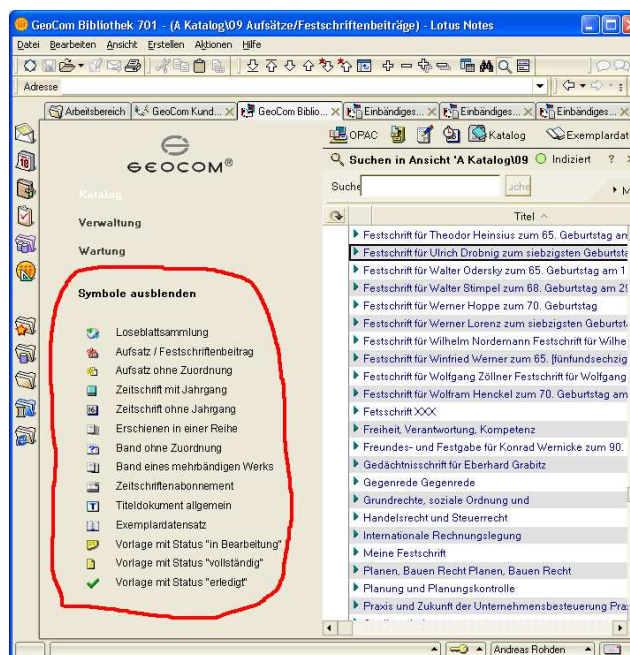 GeoCom Bibliothek 701 - (A Katalog\09 Aufsätze/Festschriftenbeiträge) - Lotus Notes
Datei Bearbeiten Ansicht Erstellen Aktionen Hilfe
Adresse
Arbeitsbereich GeoCom Kund... GeoCom Biblio... Einbändiges... Einbändiges... Einbändiges...
GEOCOM®
Katalog
Verwaltung
Wartung
Symbole ausblenden
Loseblattsammlung
Aufsatz / Festschriftenbeitrag
Aufsatz ohne Zuordnung
Zeitschrift mit Jahrgang
Zeitschrift ohne Jahrgang
Erschienen in einer Reihe
Band ohne Zuordnung
Band eines mehrbändigen Werks
Zeitschriftenabonnement
Titeldokument allgemein
Exemplardatensatz
Vorlage mit Status "in Bearbeitung"
Vorlage mit Status "vollständig"
Vorlage mit Status "erledigt"
OPAC Katalog Exemplardat
Suchen in Ansicht 'A Katalog\09 Indiziert ?
Suche
Titel
Festschrift für Theodor Heinsius zum 65. Geburtstag am
Festschrift für Ulrich Drobnig zum siebzigsten Geburtsta
Festschrift für Walter Odersky zum 65. Geburtstag am 1
Festschrift für Walter Stimpel zum 68. Geburtstag am 29
Festschrift für Werner Hoppe zum 70. Geburtstag
Festschrift für Werner Lorenz zum siebzigsten Geburtst
Festschrift für Wilhelm Nordemann Festschrift für Wilhe
Festschrift für Winfried Werner zum 65. [fünfundsechzig
Festschrift für Wolfgang Zöllner Festschrift für Wolfgang
Festschrift für Wolfram Henckel zum 70. Geburtstag am
Fetsschrift XXX
Freiheit, Verantwortung, Kompetenz
Freundes- und Festgabe für Konrad Wernicke zum 90.
Gedächtnisschrift für Eberhard Grabitz
Gegenrede Gegenrede
Grundrechte, soziale Ordnung und
Handelsrecht und Steuerrecht
Internationale Rechnungslegung
Meine Festschrift
Planen, Bauen Recht Planen, Bauen Recht
Planung und Planungskontrolle
Praxis und Zukunft der Unternehmensbesteuerung Pra
Andreas Rohden